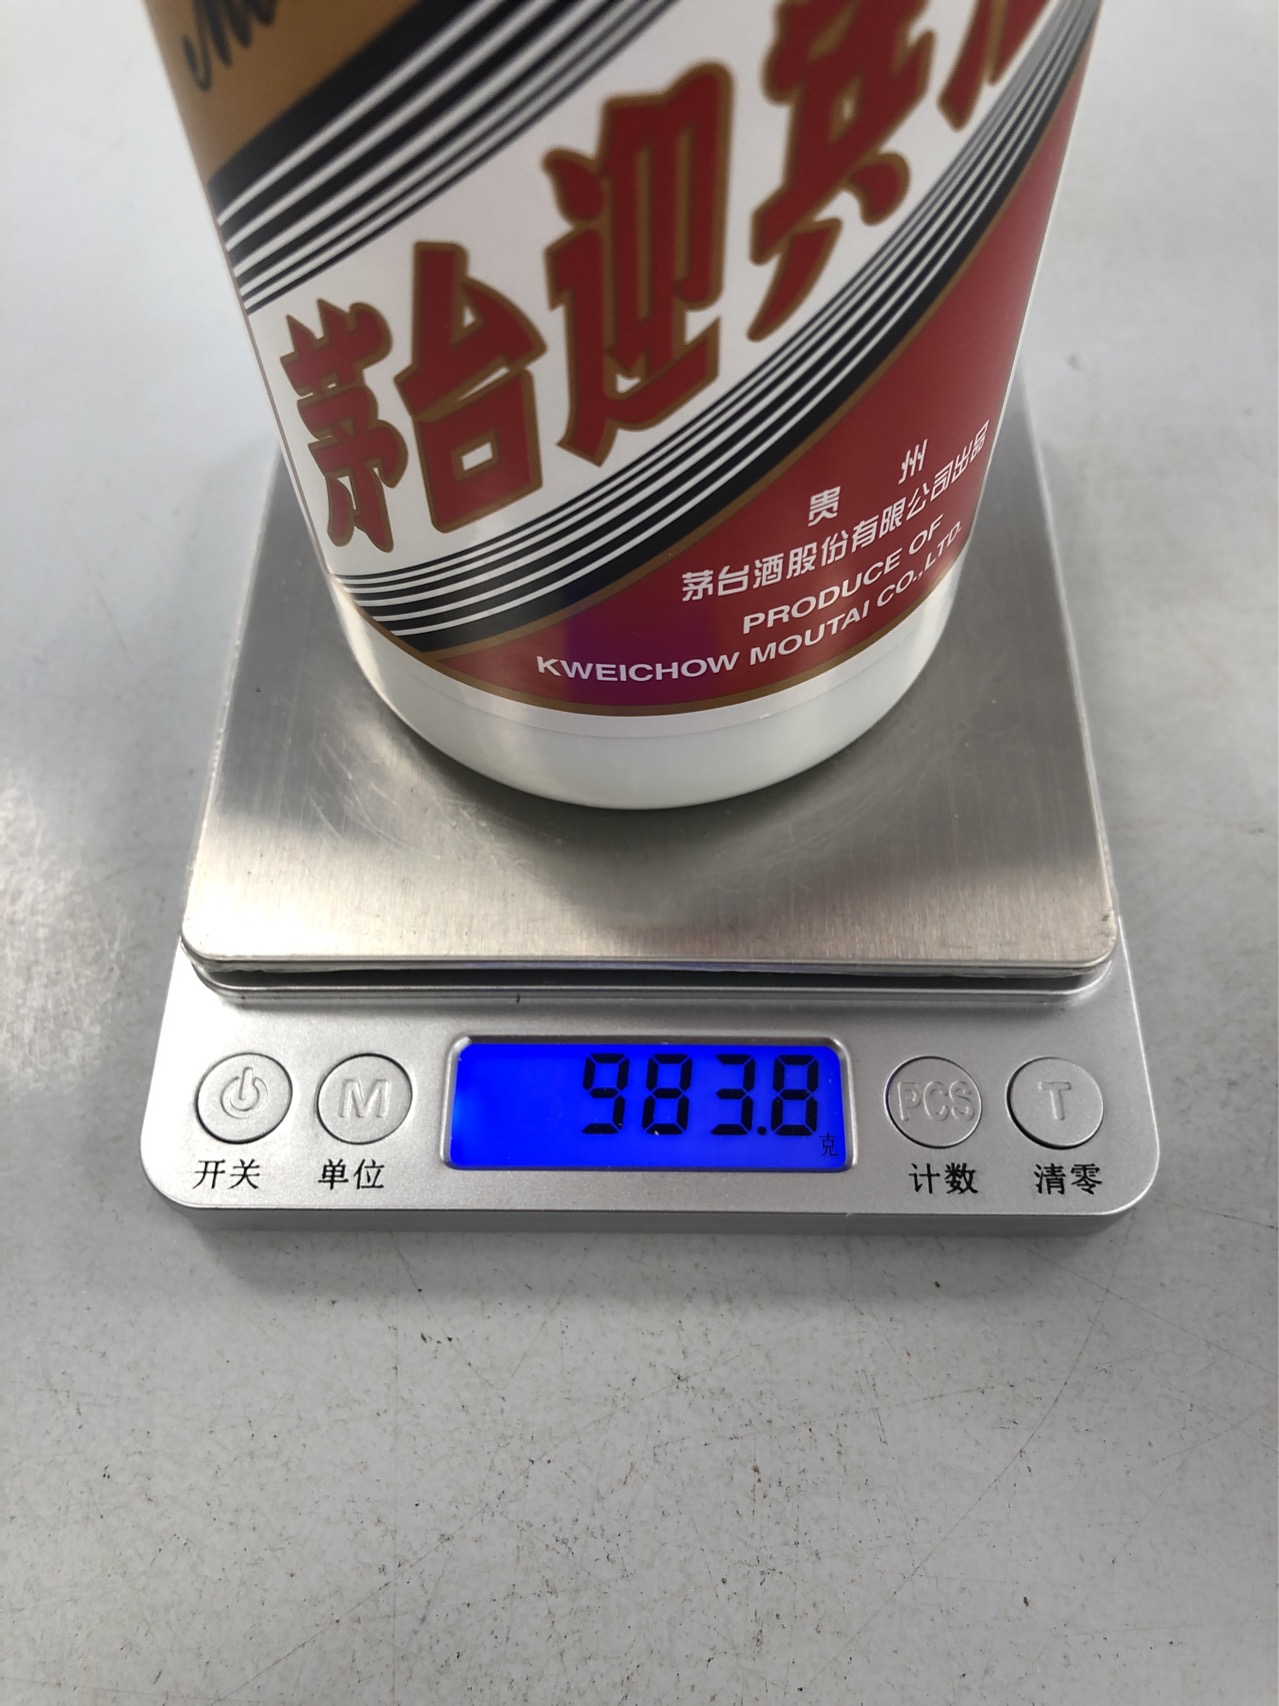 茅台迎宾
贵州
茅台酒股份有限公司出品
PRODUCE OF
KWEICHOW MOUTAI CO.,LTD.
983.8
克
M
PCS
T
开关
单位
计数
清零